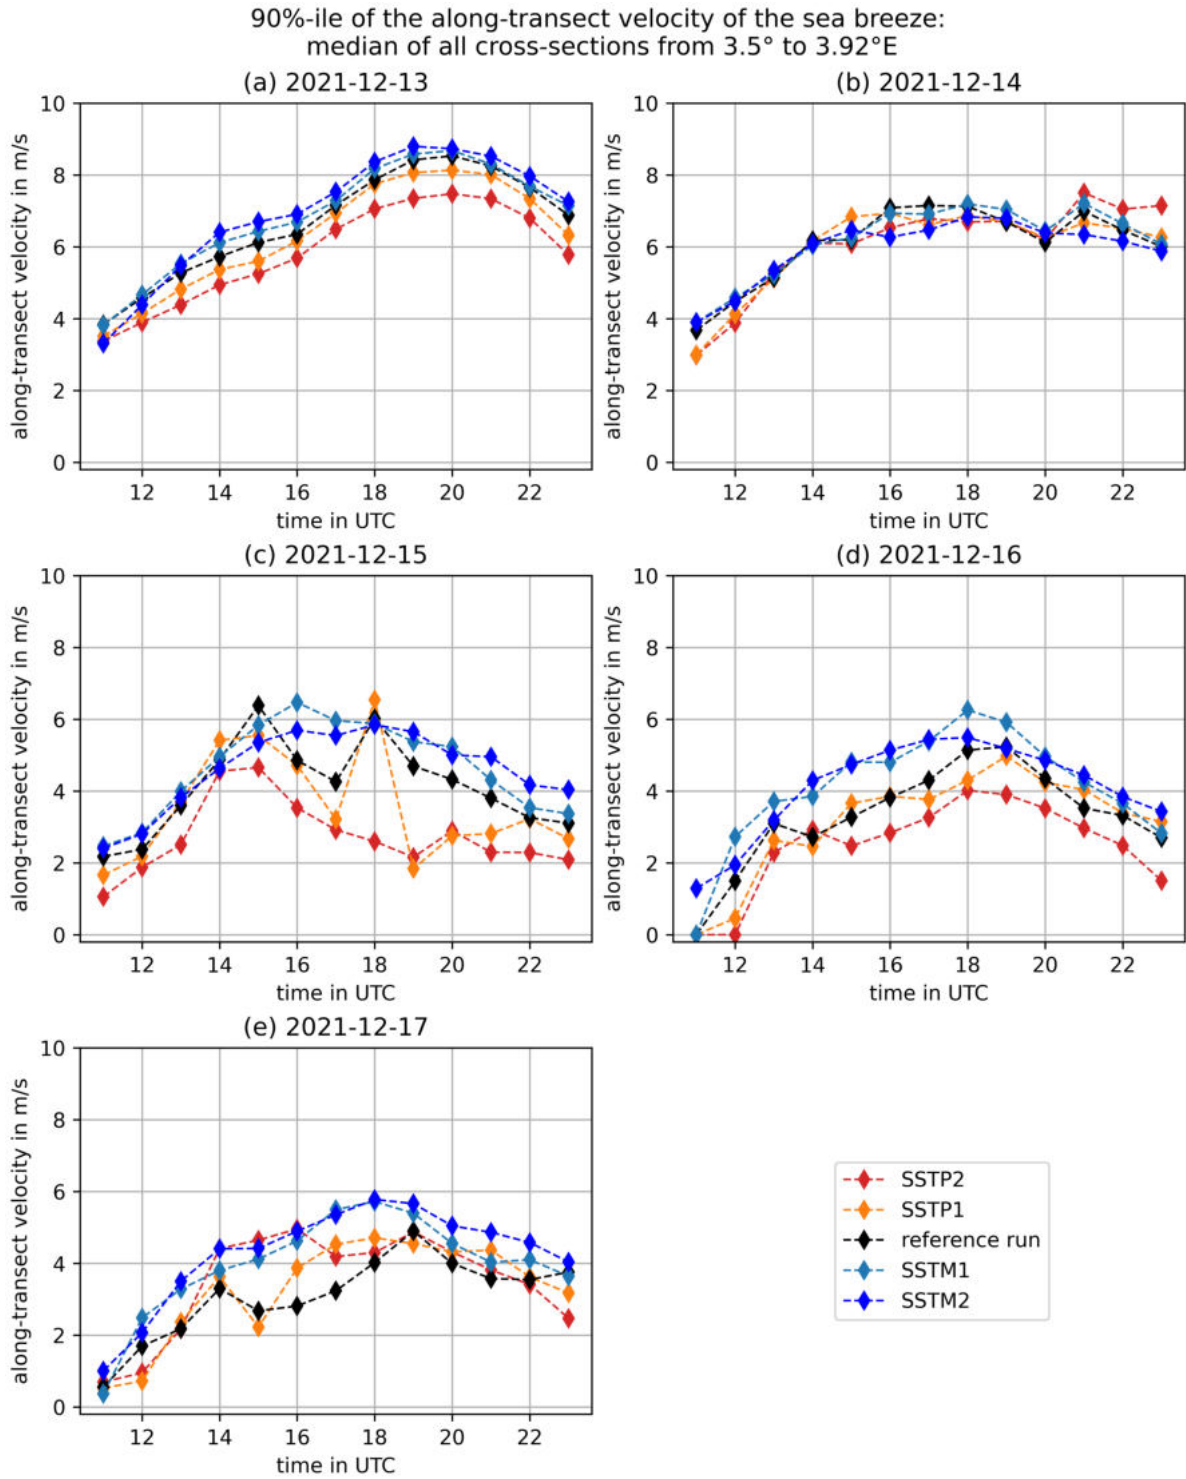 90%-ile of the along-transect velocity of the sea breeze:
median of all cross-sections from 3.5° to 3.92°E
(a) 2021-12-13
along-transect velocity in m/s
10
8
6
4
2
0
12 14 16 18 20 22
time in UTC
(b) 2021-12-14
along-transect velocity in m/s
10
8
6
4
2
0
12 14 16 18 20 22
time in UTC
(c) 2021-12-15
along-transect velocity in m/s
10
8
6
4
2
0
12 14 16 18 20 22
time in UTC
(d) 2021-12-16
along-transect velocity in m/s
10
8
6
4
2
0
12 14 16 18 20 22
time in UTC
(e) 2021-12-17
along-transect velocity in m/s
10
8
6
4
2
0
12 14 16 18 20 22
time in UTC
SSTP2
SSTP1
reference run
SSTM1
SSTM2